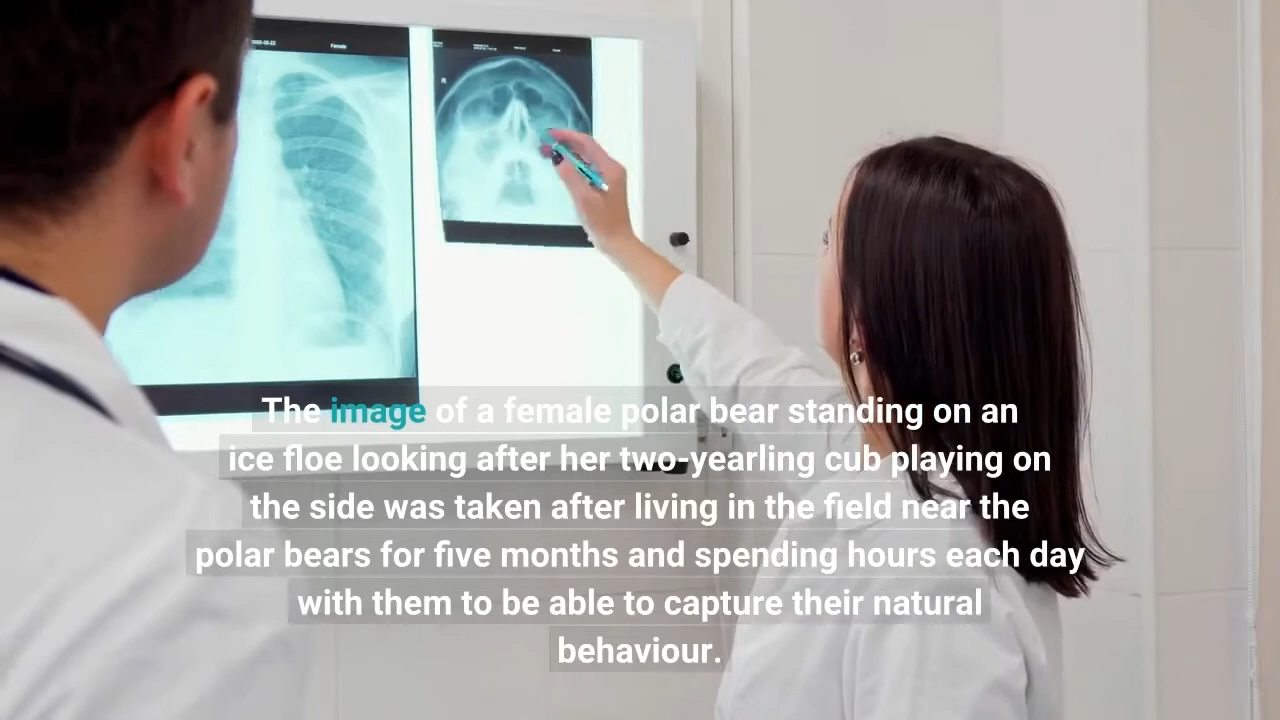 Female
R
The image of a female polar bear standing on an
ice floe looking after her two-yearling cub playing on
the side was taken after living in the field near the
polar bears for five months and spending hours each day
with them to be able to capture their natural
behaviour.